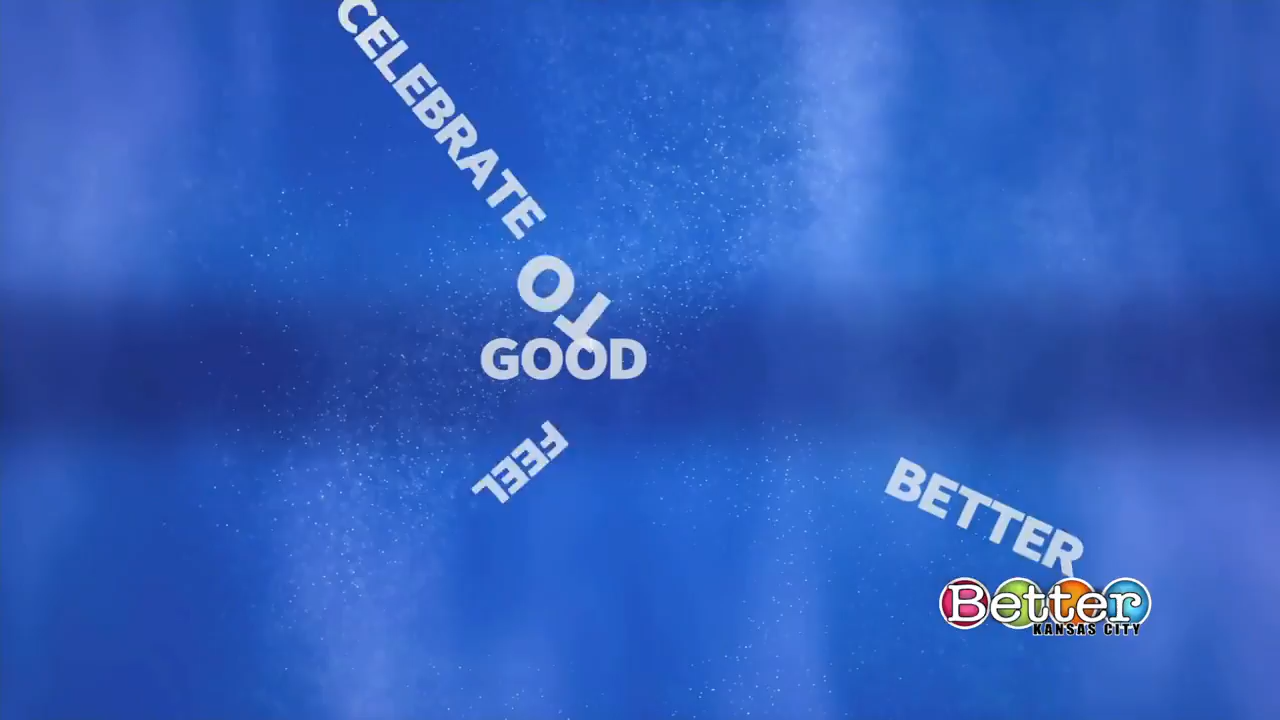 CELEBRATE
TO
GOOD
FEEL
BETTER
Better
KANSAS CITY